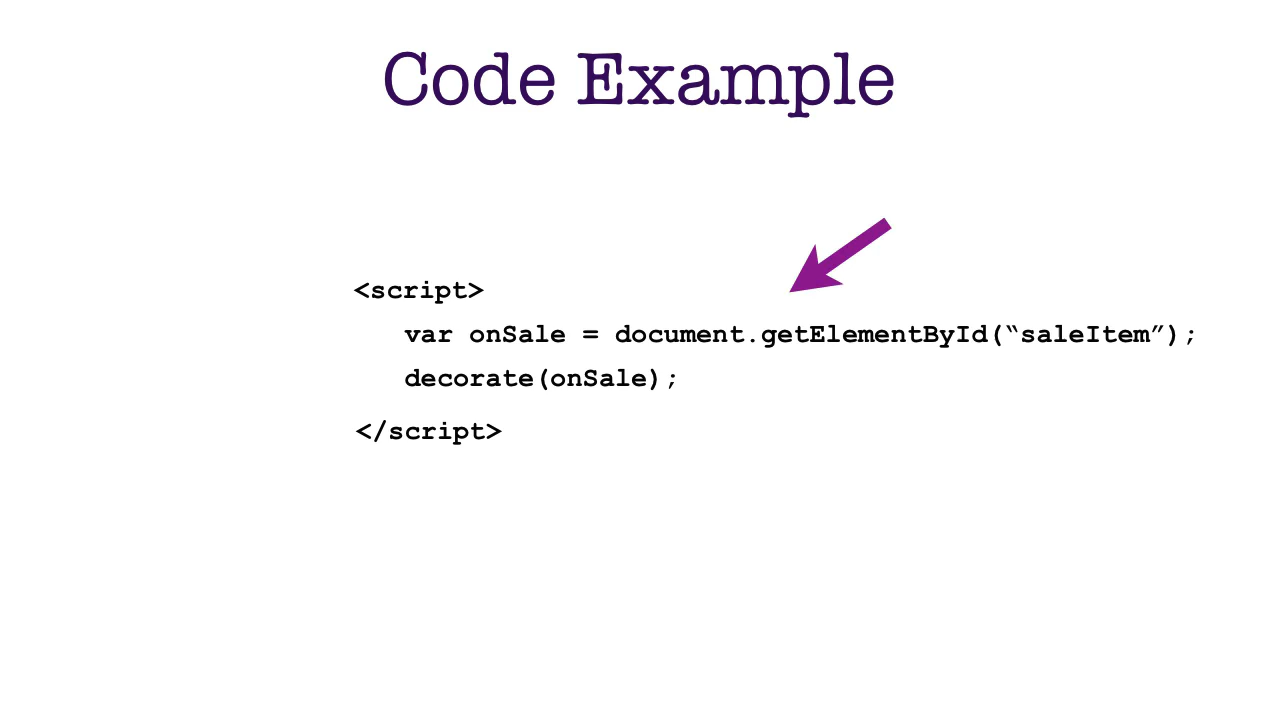 Code Example
<script>
var onSale = document.getElementById(“saleItem”);
decorate(onSale);
</script>